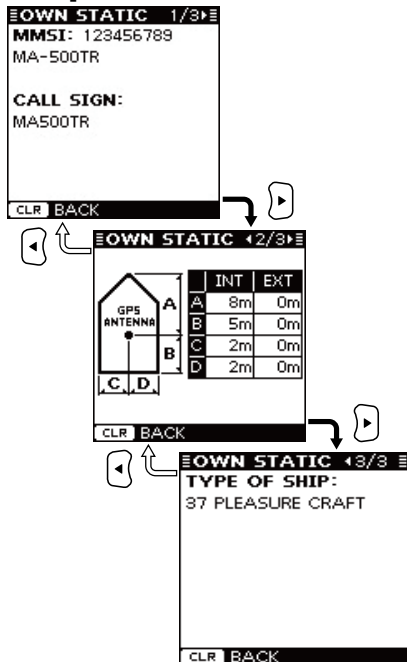 OWN STATIC 1/3
MMSI: 123456789
MA-500TR
CALL SIGN:
MA500TR
CLR BACK
OWN STATIC 2/3
GPS
ANTENNA
A
B
C D
INT EXT
A 8m 0m
B 5m 0m
C 2m 0m
D 2m 0m
CLR BACK
OWN STATIC 3/3
TYPE OF SHIP:
37 PLEASURE CRAFT
CLR BACK